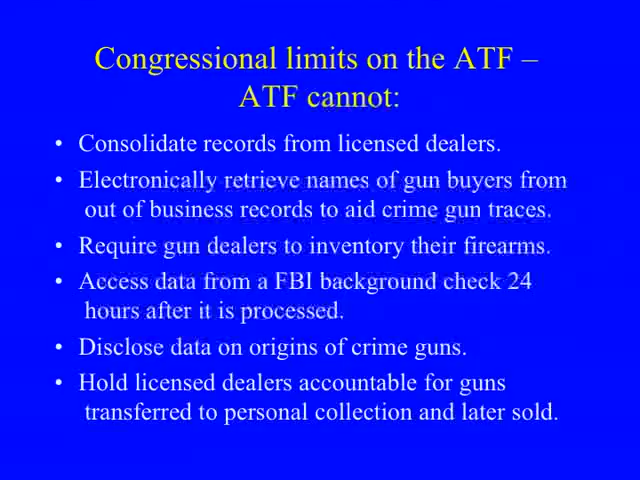 Congressional limits on the ATF –
ATF cannot:
• Consolidate records from licensed dealers.
• Electronically retrieve names of gun buyers from
out of business records to aid crime gun traces.
• Require gun dealers to inventory their firearms.
• Access data from a FBI background check 24
hours after it is processed.
• Disclose data on origins of crime guns.
• Hold licensed dealers accountable for guns
transferred to personal collection and later sold.